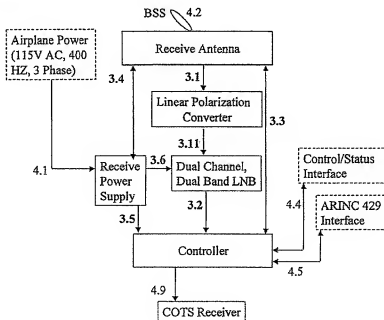 BSS 4.2
Receive Antenna
Airplane Power
(115V AC, 400
HZ, 3 Phase)
3.4
3.1
3.3
Linear Polarization
Converter
3.11
4.1
Receive
Power
Supply
3.6
Dual Channel,
Dual Band LNB
Control/Status
Interface
3.5
3.2
4.4
ARINC 429
Interface
Controller
4.5
4.9
COTS Receiver